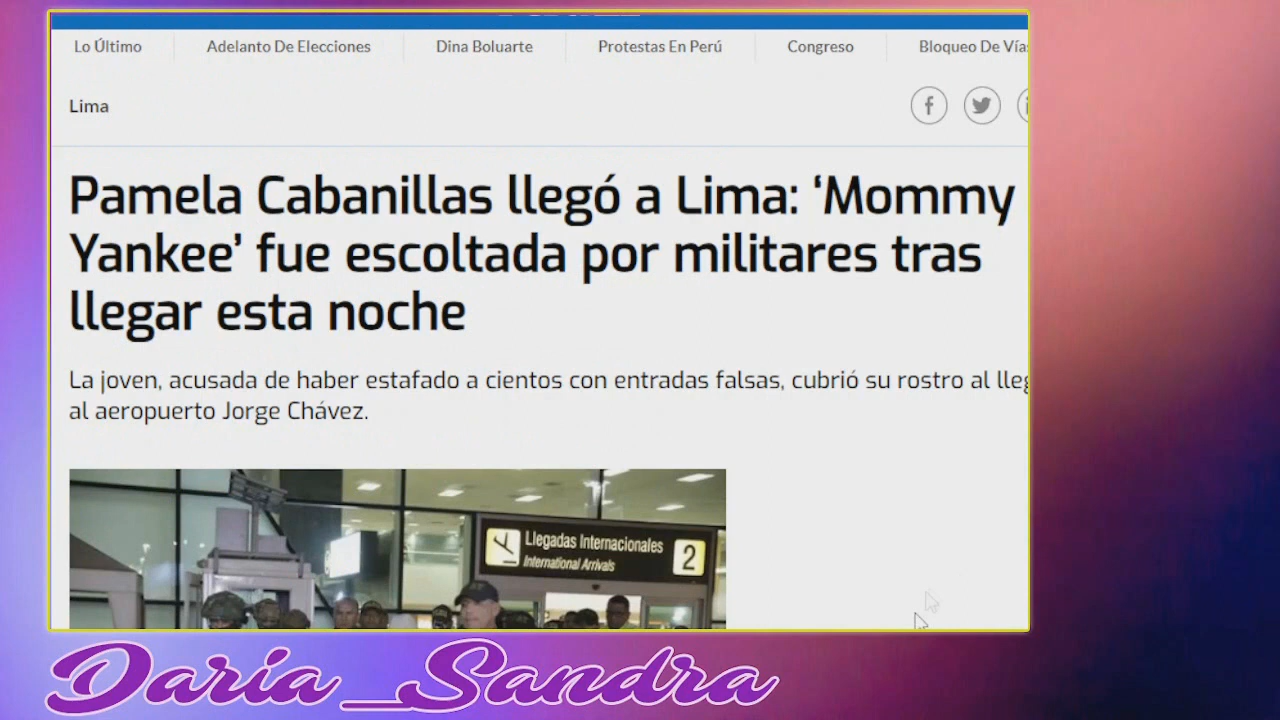 Lo Último Adelanto De Elecciones Dina Boluarte Protestas En Perú Congreso Bloqueo De
Lima
Pamela Cabanillas llegó a Lima: ‘Mommy
Yankee’ fue escoltada por militares tras
llegar esta noche
La joven, acusada de haber estafado a cientos con entradas falsas, cubrió su rostro al
al aeropuerto Jorge Chávez.
Llegadas Internacionales
International Arrivals
2
Daria_Sandra